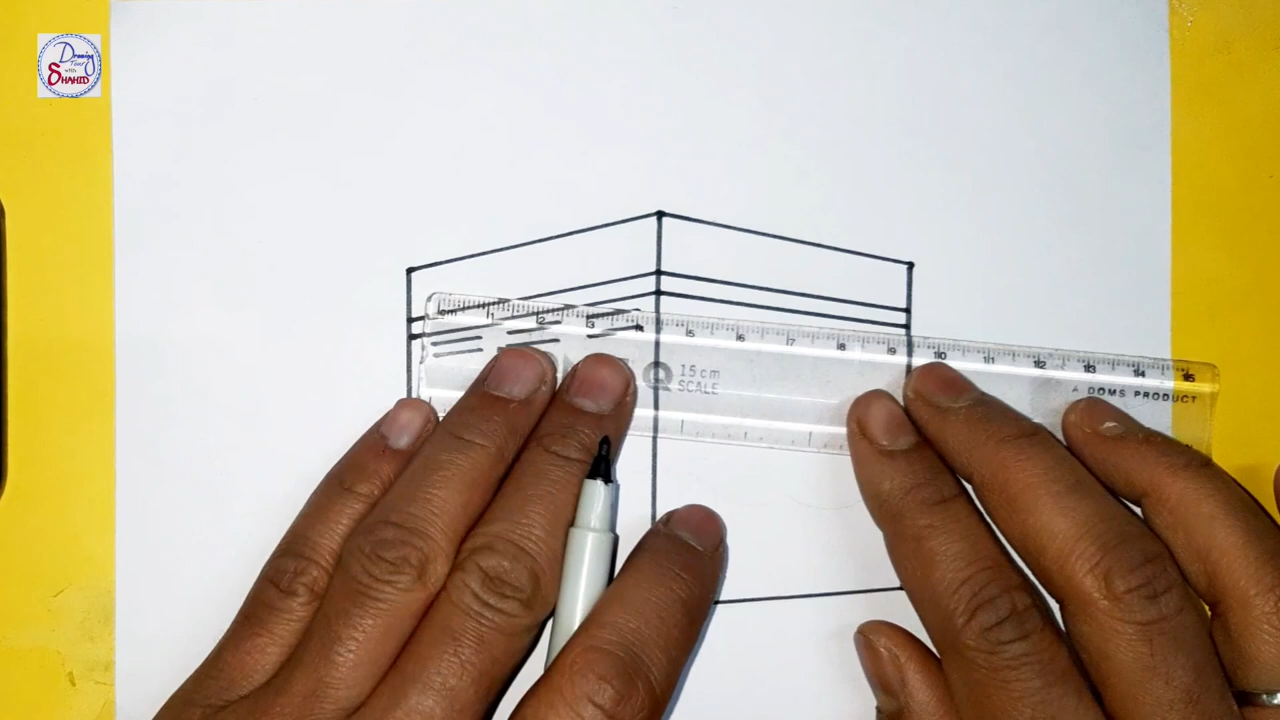 Drawing
Tour
with
SHAHID
cm 1 2 3 4 5 6 7 8 9 10 11 12 13 14 15
15 cm
SCALE
DOMS PRODUCT